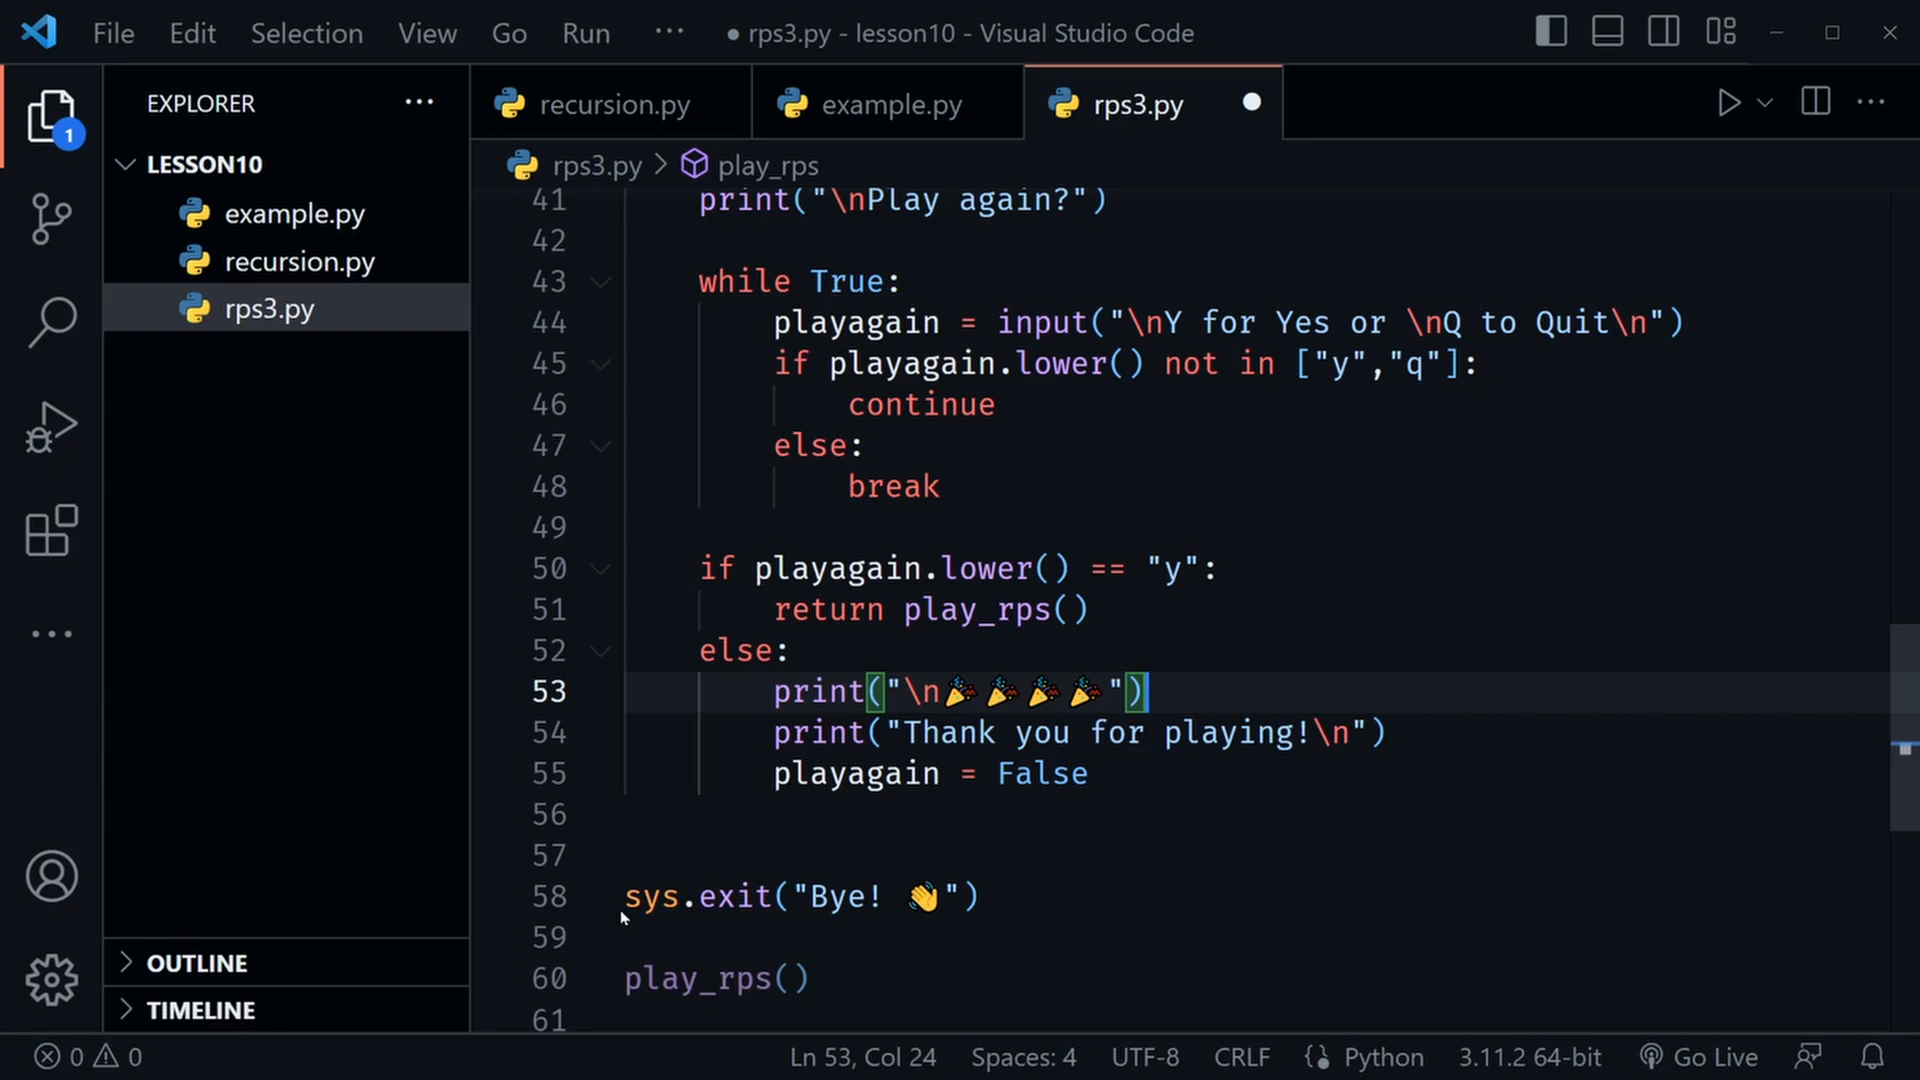 File Edit Selection View Go Run ··· ● rps3.py - lesson10 - Visual Studio Code
1
EXPLORER ···
LESSON10
example.py
recursion.py
rps3.py
OUTLINE
TIMELINE
recursion.py example.py rps3.py
rps3.py > play_rps
41 print("\nPlay again?")
42
43 while True:
44 playagain = input("\nY for Yes or \nQ to Quit\n")
45 if playagain.lower() not in ["y","q"]:
46 continue
47 else:
48 break
49
50 if playagain.lower() == "y":
51 return play_rps()
52 else:
53 print("\n🎉🎉🎉🎉")
54 print("Thank you for playing!\n")
55 playagain = False
56
57
58 sys.exit("Bye! 👋")
59
60 play_rps()
61
0 0 Ln 53, Col 24 Spaces: 4 UTF-8 CRLF Python 3.11.2 64-bit Go Live